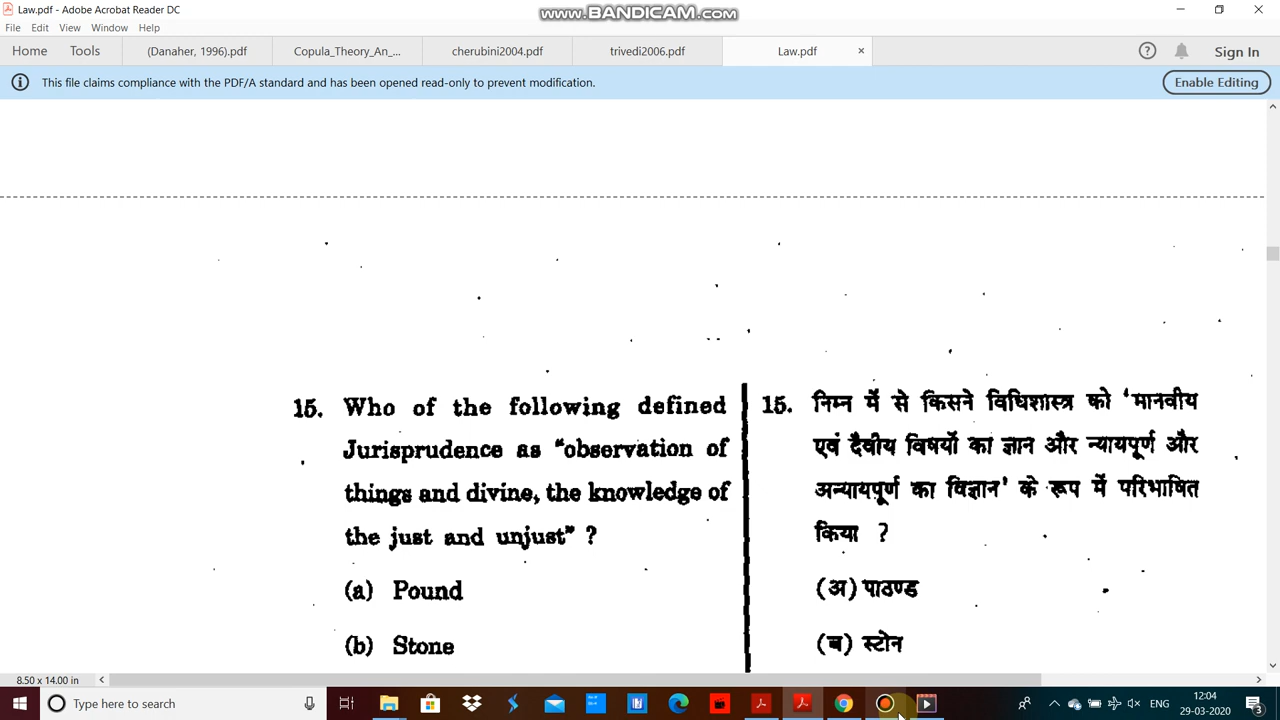 Law.pdf - Adobe Acrobat Reader DC
WWW.BANDICAM.COM
File Edit View Window Help
Home Tools (Danaher, 1996).pdf Copula_Theory_An_... cherubini2004.pdf trivedi2006.pdf Law.pdf Sign In
This file claims compliance with the PDF/A standard and has been opened read-only to prevent modification. Enable Editing
15. Who of the following defined
Jurisprudence as "observation of
things and divine, the knowledge of
the just and unjust" ?
(a) Pound
(b) Stone
15. निम्न में से किसने विधिशास्त्र को ‘मानवीय
एवं दैवीय विषयों का ज्ञान और न्यायपूर्ण और
अन्यायपूर्ण का विज्ञान’ के रूप में परिभाषित
किया ?
(अ) पाठण्ड
(ब) स्टोन
8.50 x 14.00 in
Type here to search
ENG
12:04
29-03-2020
3